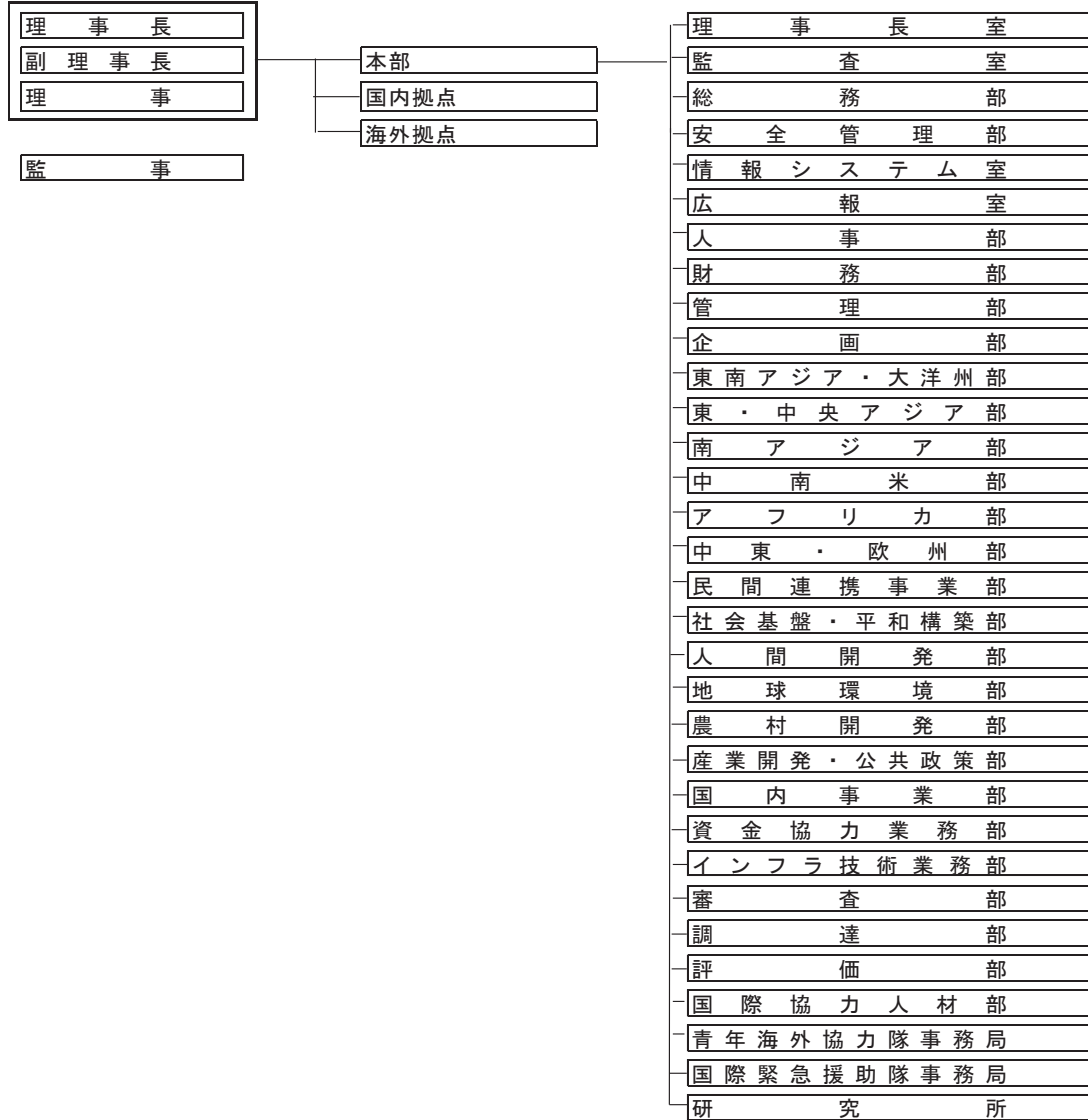 理事長
副理事長
理事
監事
本部
国内拠点
海外拠点
理事長室
監査室
総務部
安全管理部
情報システム室
広報室
人事部
財務部
管理部
企画部
東南アジア・大洋州部
東・中央アジア部
南アジア部
中南米部
アフリカ部
中東・欧州部
民間連携事業部
社会基盤・平和構築部
人間開発部
地球環境部
農村開発部
産業開発・公共政策部
国内事業部
資金協力業務部
インフラ技術業務部
審査部
調達部
評価部
国際協力人材部
青年海外協力隊事務局
国際緊急援助隊事務局
研究所